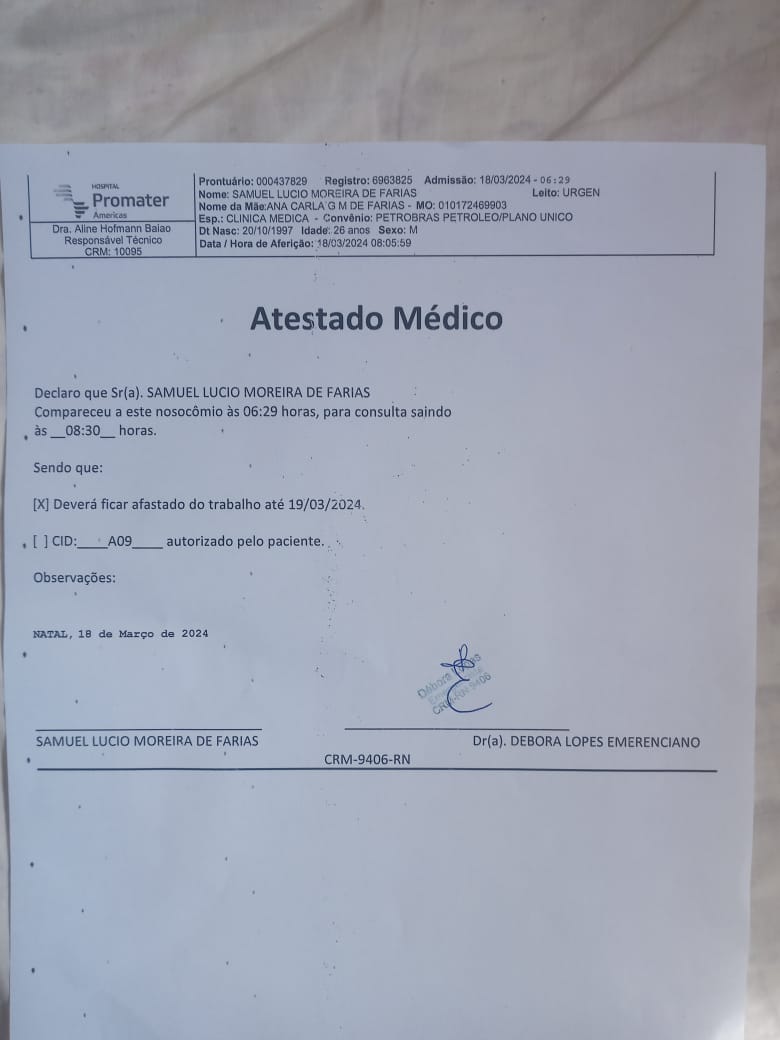 HOSPITAL
Promater
Americas
Dra. Aline Hofmann Baiao
Responsável Técnico
CRM: 10095
Prontuário: 000437829 Registro: 6963825 Admissão: 18/03/2024 - 06:29
Nome: SAMUEL LUCIO MOREIRA DE FARIAS Leito: URGEN
Nome da Mãe:ANA CARLA G M DE FARIAS - MO: 010172469903
Esp.: CLINICA MEDICA - Convênio: PETROBRAS PETROLEO/PLANO UNICO
Dt Nasc: 20/10/1997 Idade: 26 anos Sexo: M
Data / Hora de Aferição: 18/03/2024 08:05:59
Atestado Médico
Declaro que Sr(a). SAMUEL LUCIO MOREIRA DE FARIAS
Compareceu a este nosocômio às 06:29 horas, para consulta saindo
às __08:30__ horas.
Sendo que:
[X] Deverá ficar afastado do trabalho até 19/03/2024.
[ ] CID:____A09____ autorizado pelo paciente.
Observações:
NATAL, 18 de Março de 2024
Débora
CRM-RN 9406
SAMUEL LUCIO MOREIRA DE FARIAS Dr(a). DEBORA LOPES EMERENCIANO
CRM-9406-RN